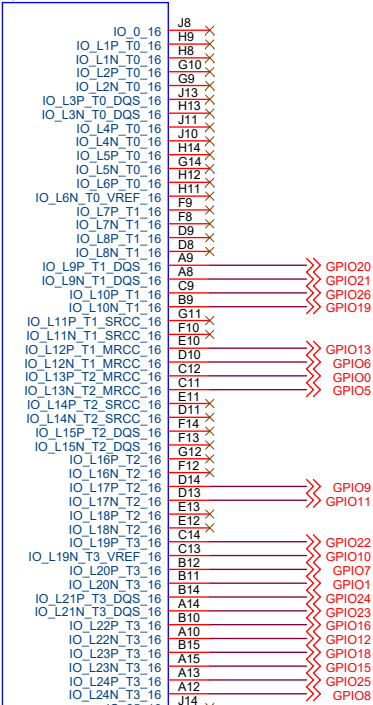 IO_0_16 J8
IO_L1P_T0_16 H9
IO_L1N_T0_16 H8
IO_L2P_T0_16 G10
IO_L2N_T0_16 G9
IO_L3P_T0_DQS_16 J13
IO_L3N_T0_DQS_16 H13
IO_L4P_T0_16 J11
IO_L4N_T0_16 J10
IO_L5P_T0_16 H14
IO_L5N_T0_16 G14
IO_L6P_T0_16 H12
IO_L6N_T0_VREF_16 H11
IO_L7P_T1_16 F9
IO_L7N_T1_16 F8
IO_L8P_T1_16 D9
IO_L8N_T1_16 D8
IO_L9P_T1_DQS_16 A9 GPIO20
IO_L9N_T1_DQS_16 A8 GPIO21
IO_L10P_T1_16 C9 GPIO26
IO_L10N_T1_16 B9 GPIO19
IO_L11P_T1_SRCC_16 G11
IO_L11N_T1_SRCC_16 F10
IO_L12P_T1_MRCC_16 E10 GPIO13
IO_L12N_T1_MRCC_16 D10 GPIO6
IO_L13P_T2_MRCC_16 C12 GPIO0
IO_L13N_T2_MRCC_16 C11 GPIO5
IO_L14P_T2_SRCC_16 E11
IO_L14N_T2_SRCC_16 D11
IO_L15P_T2_DQS_16 F14
IO_L15N_T2_DQS_16 F13
IO_L16P_T2_16 G12
IO_L16N_T2_16 F12
IO_L17P_T2_16 D14 GPIO9
IO_L17N_T2_16 D13 GPIO11
IO_L18P_T2_16 E13
IO_L18N_T2_16 E12
IO_L19P_T3_16 C14 GPIO22
IO_L19N_T3_VREF_16 C13 GPIO10
IO_L20P_T3_16 B12 GPIO7
IO_L20N_T3_16 B11 GPIO1
IO_L21P_T3_DQS_16 B14 GPIO24
IO_L21N_T3_DQS_16 A14 GPIO23
IO_L22P_T3_16 B10 GPIO16
IO_L22N_T3_16 A10 GPIO12
IO_L23P_T3_16 B15 GPIO18
IO_L23N_T3_16 A15 GPIO15
IO_L24P_T3_16 A13 GPIO25
IO_L24N_T3_16 A12 GPIO8
J14